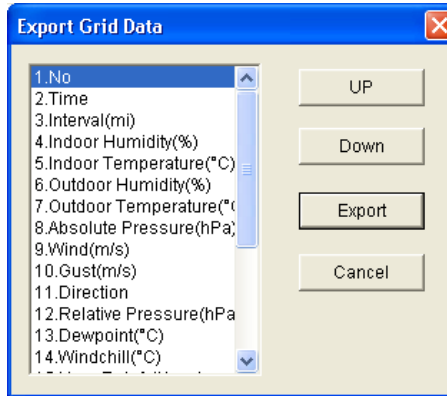 Export Grid Data
1.No
2.Time
3.Interval(mi)
4.Indoor Humidity(%)
5.Indoor Temperature(°C)
6.Outdoor Humidity(%)
7.Outdoor Temperature(°
8.Absolute Pressure(hPa)
9.Wind(m/s)
10.Gust(m/s)
11.Direction
12.Relative Pressure(hPa
13.Dewpoint(°C)
14.Windchill(°C)
UP
Down
Export
Cancel